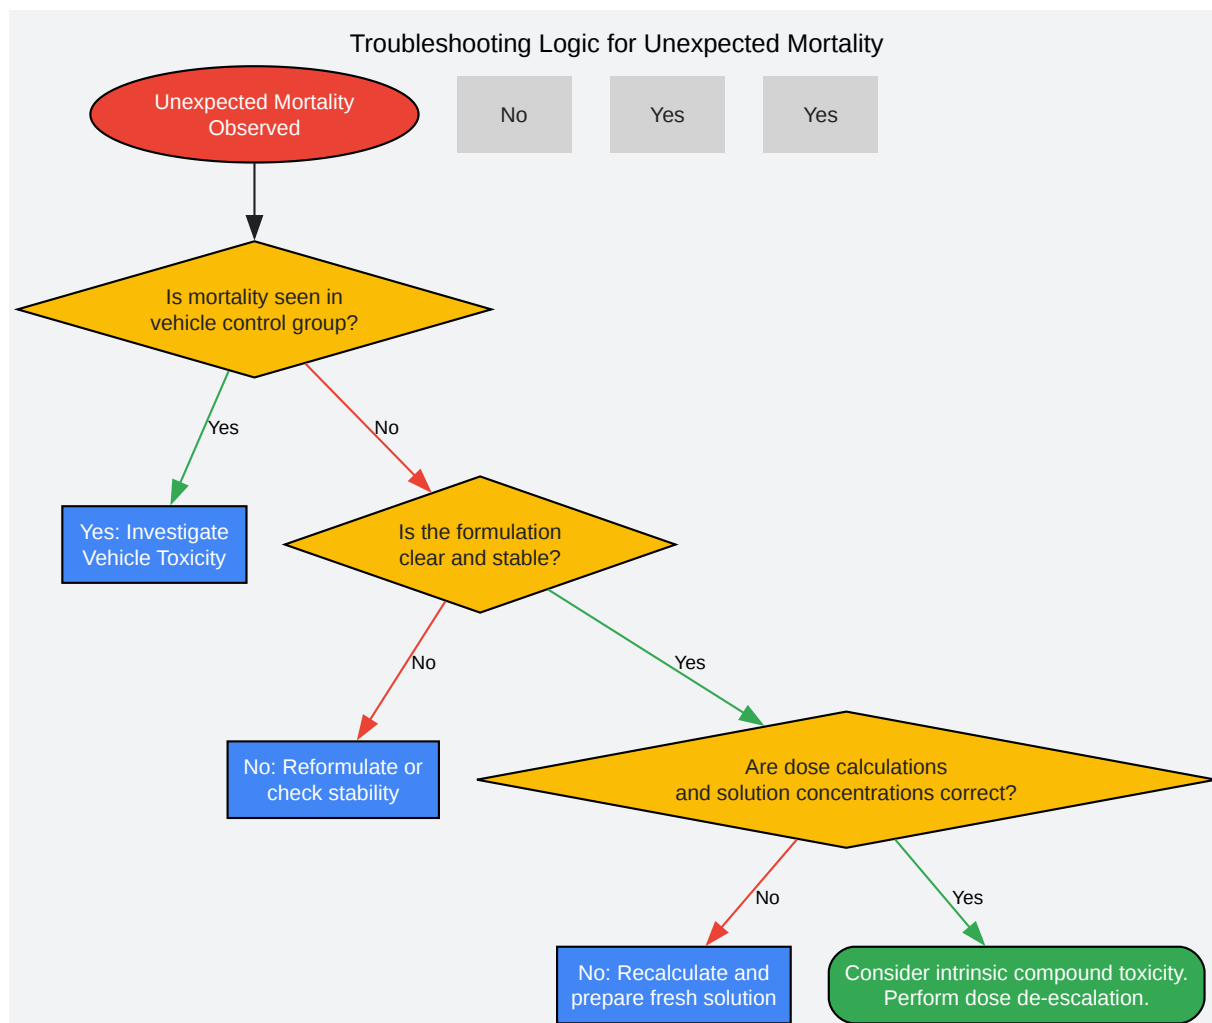 Troubleshooting Logic for Unexpected Mortality
Unexpected Mortality
Observed
No
Yes
Yes
Is mortality seen in
vehicle control group?
Yes
No
Yes: Investigate
Vehicle Toxicity
Is the formulation
clear and stable?
No
Yes
No: Reformulate or
check stability
Are dose calculations
and solution concentrations correct?
No
Yes
No: Recalculate and
prepare fresh solution
Consider intrinsic compound toxicity.
Perform dose de-escalation.